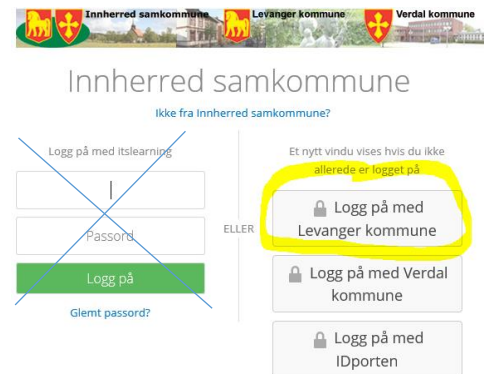 Innherred samkommune
Levanger kommune
Verdal kommune
Innherred samkommune
Ikke fra Innherred samkommune?
Logg på med itslearning
Passord
Logg på
Glemt passord?
ELLER
Et nytt vindu vises hvis du ikke
allerede er logget på
Logg på med
Levanger kommune
Logg på med Verdal
kommune
Logg på med
IDporten